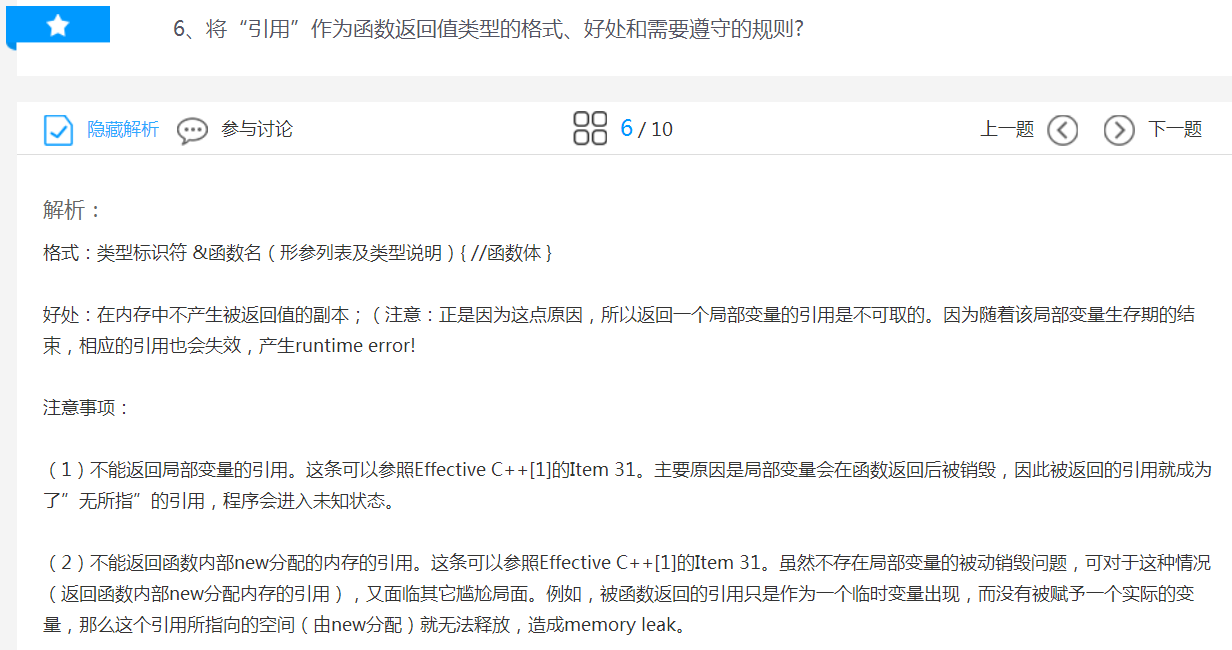 6、将“引用”作为函数返回值类型的格式、好处和需要遵守的规则?
隐藏解析
参与讨论
6 / 10
上一题
下一题
解析：
格式：类型标识符 &函数名（形参列表及类型说明）{ //函数体 }
好处：在内存中不产生被返回值的副本；（注意：正是因为这点原因，所以返回一个局部变量的引用是不可取的。因为随着该局部变量生存期的结
束，相应的引用也会失效，产生runtime error!
注意事项：
（1）不能返回局部变量的引用。这条可以参照Effective C++[1]的Item 31。主要原因是局部变量会在函数返回后被销毁，因此被返回的引用就成为
了”无所指”的引用，程序会进入未知状态。
（2）不能返回函数内部new分配的内存的引用。这条可以参照Effective C++[1]的Item 31。虽然不存在局部变量的被动销毁问题，可对于这种情况
（返回函数内部new分配内存的引用），又面临其它尴尬局面。例如，被函数返回的引用只是作为一个临时变量出现，而没有被赋予一个实际的变
量，那么这个引用所指向的空间（由new分配）就无法释放，造成memory leak。